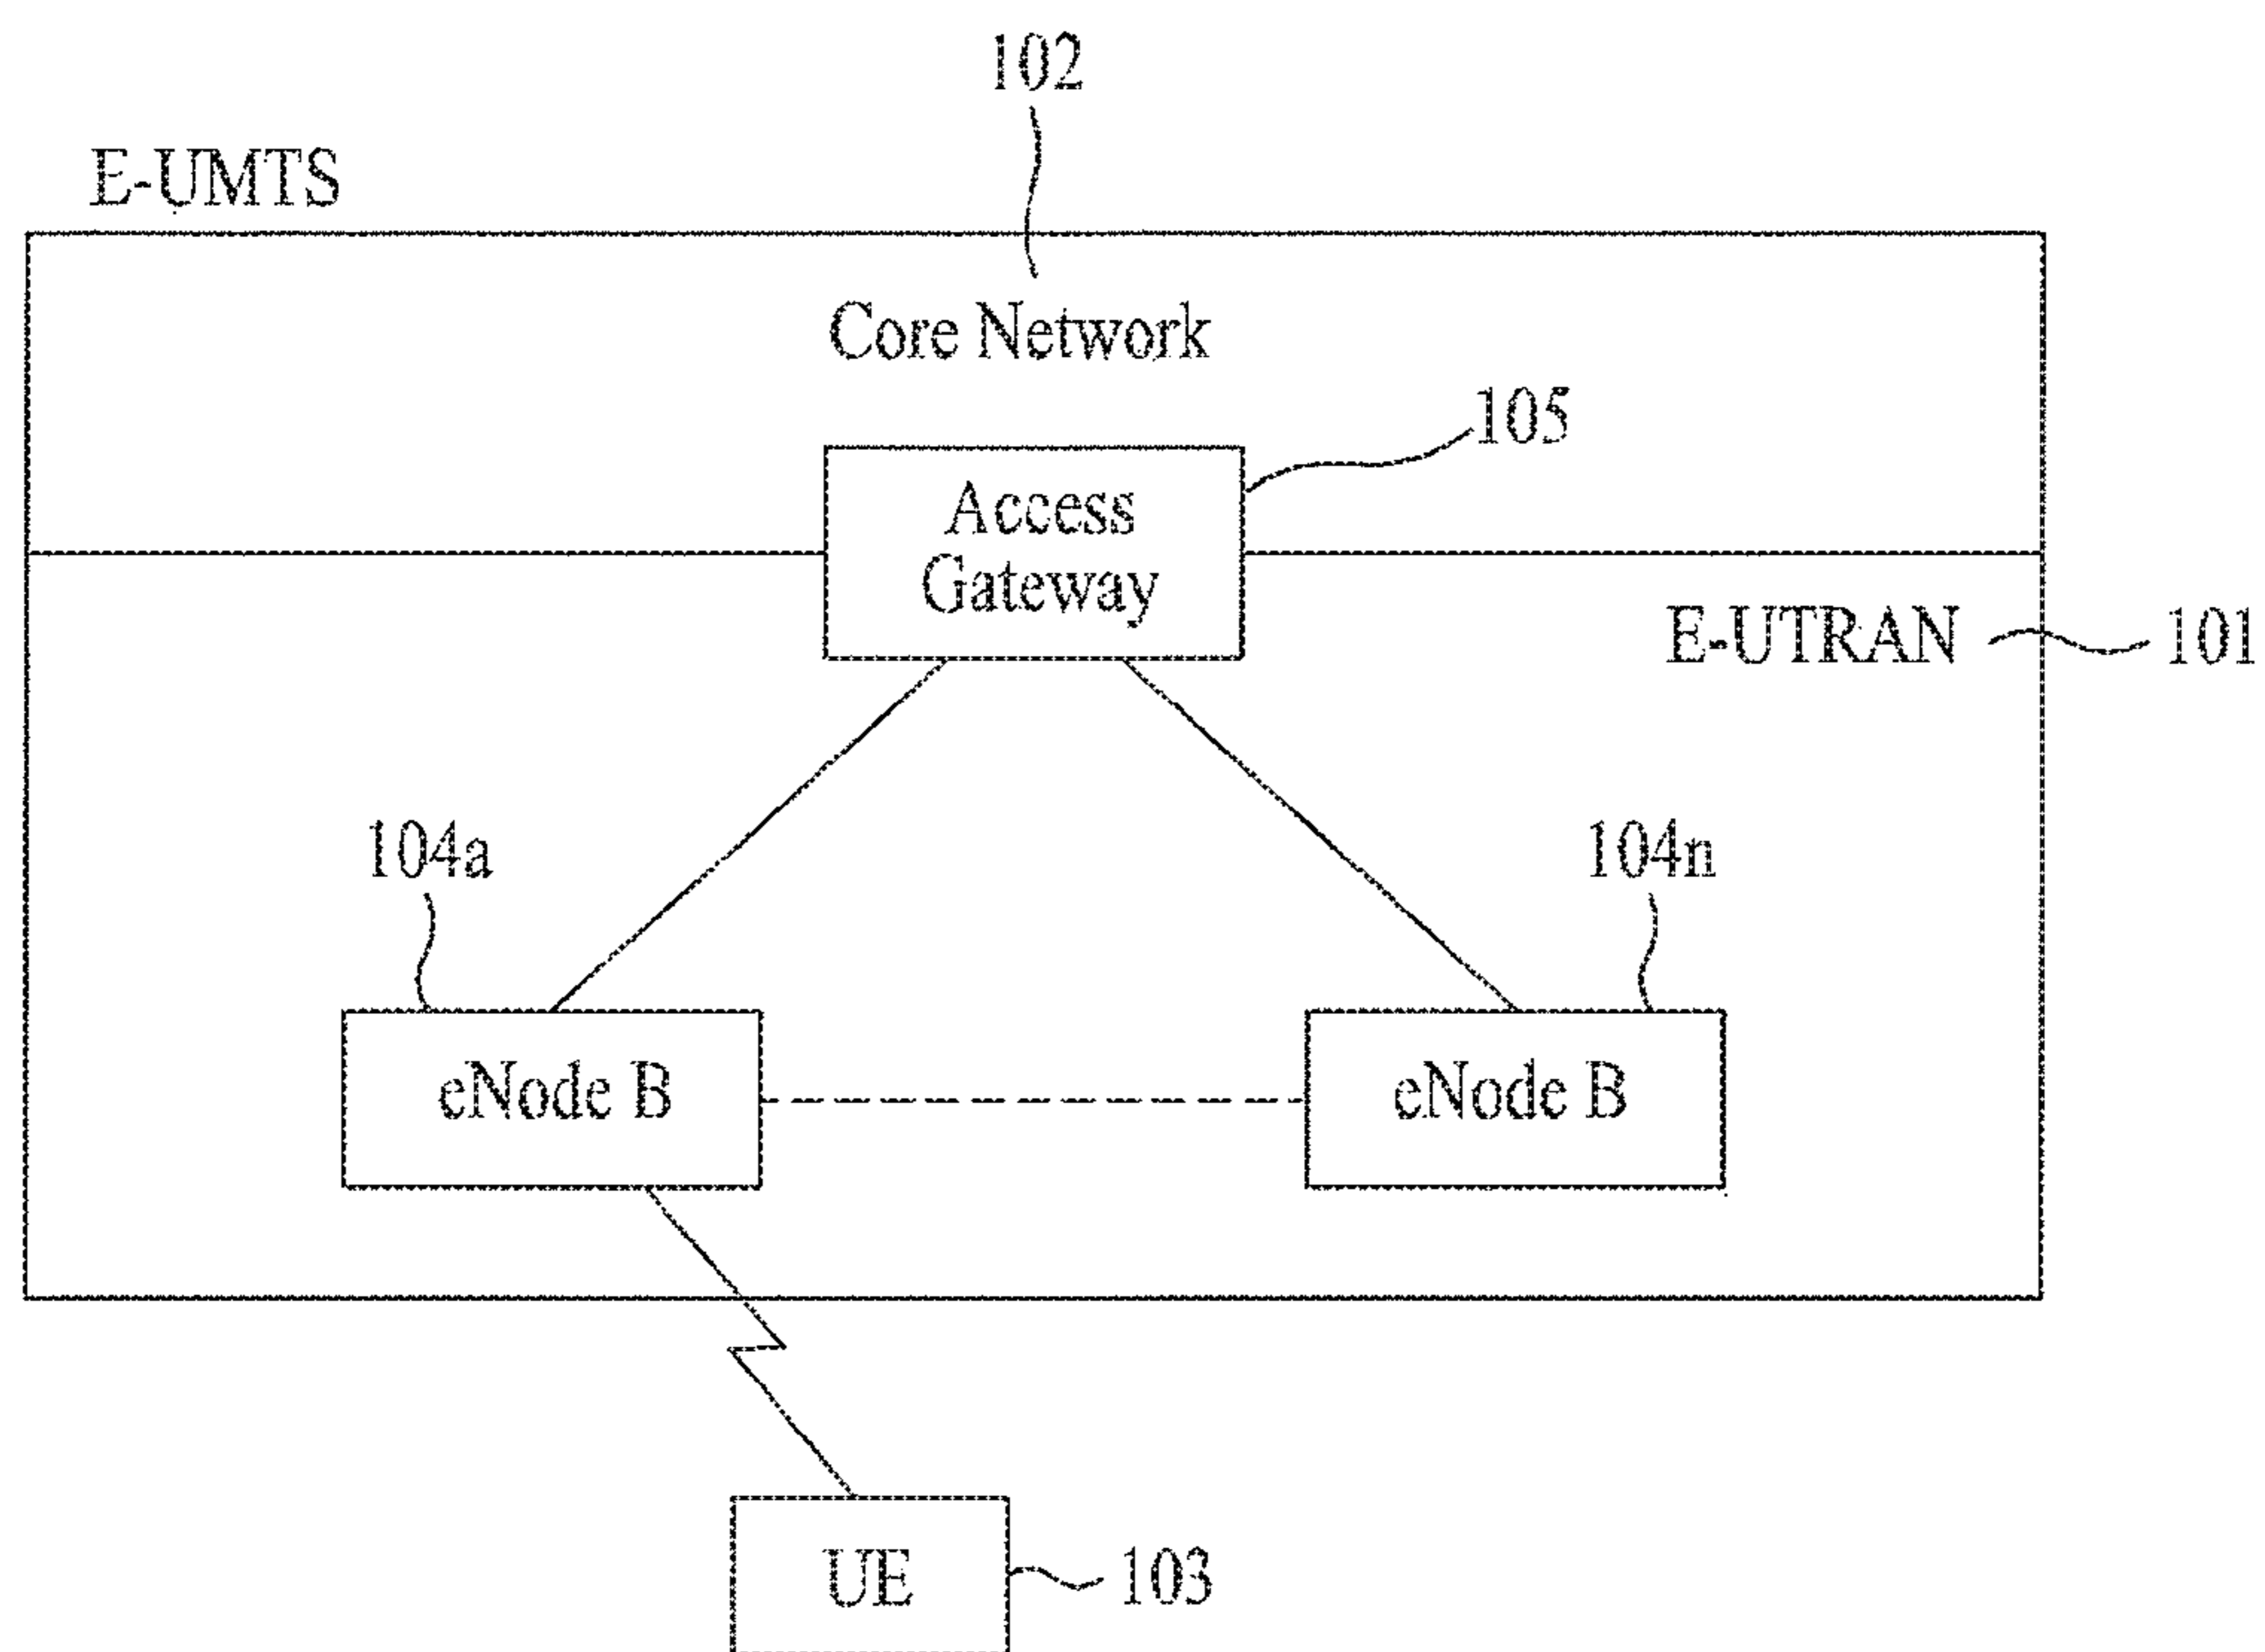 102
E-UMTS
Core Network
105
Access
Gateway
E-UTRAN
101
104a
104n
eNode B
eNode B
UE
103